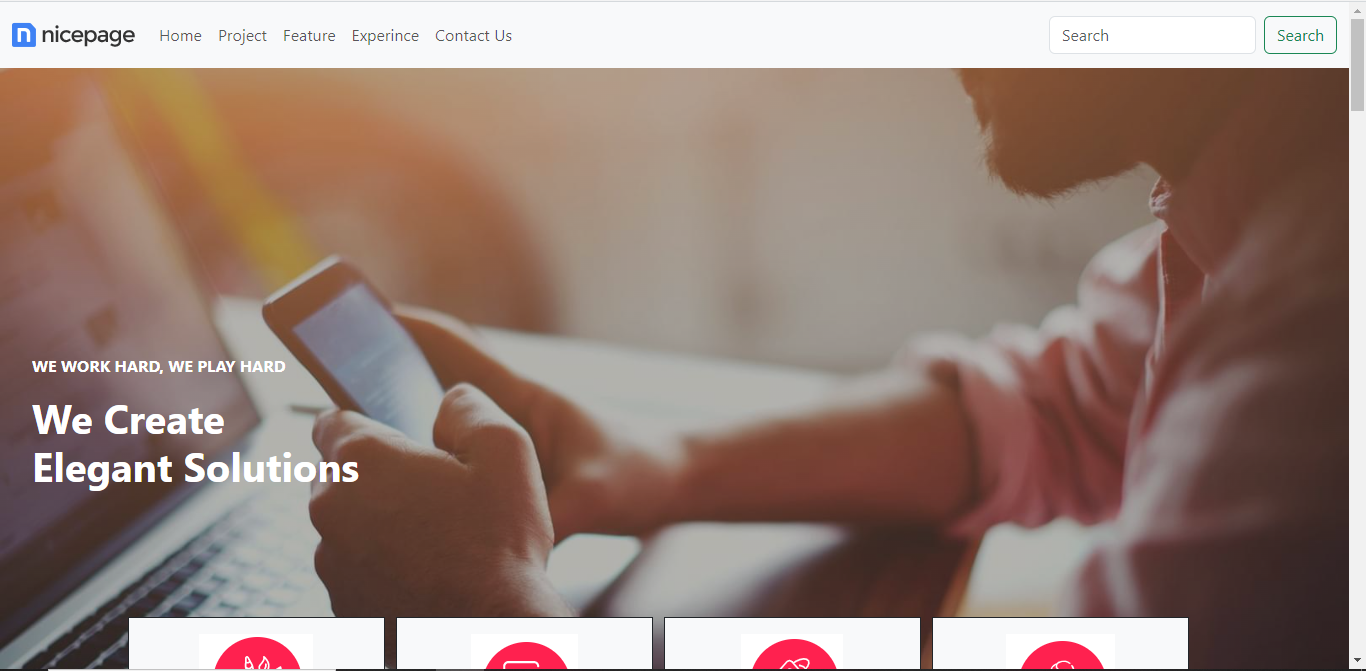 nicepage Home Project Feature Experince Contact Us Search Search
WE WORK HARD, WE PLAY HARD
We Create
Elegant Solutions